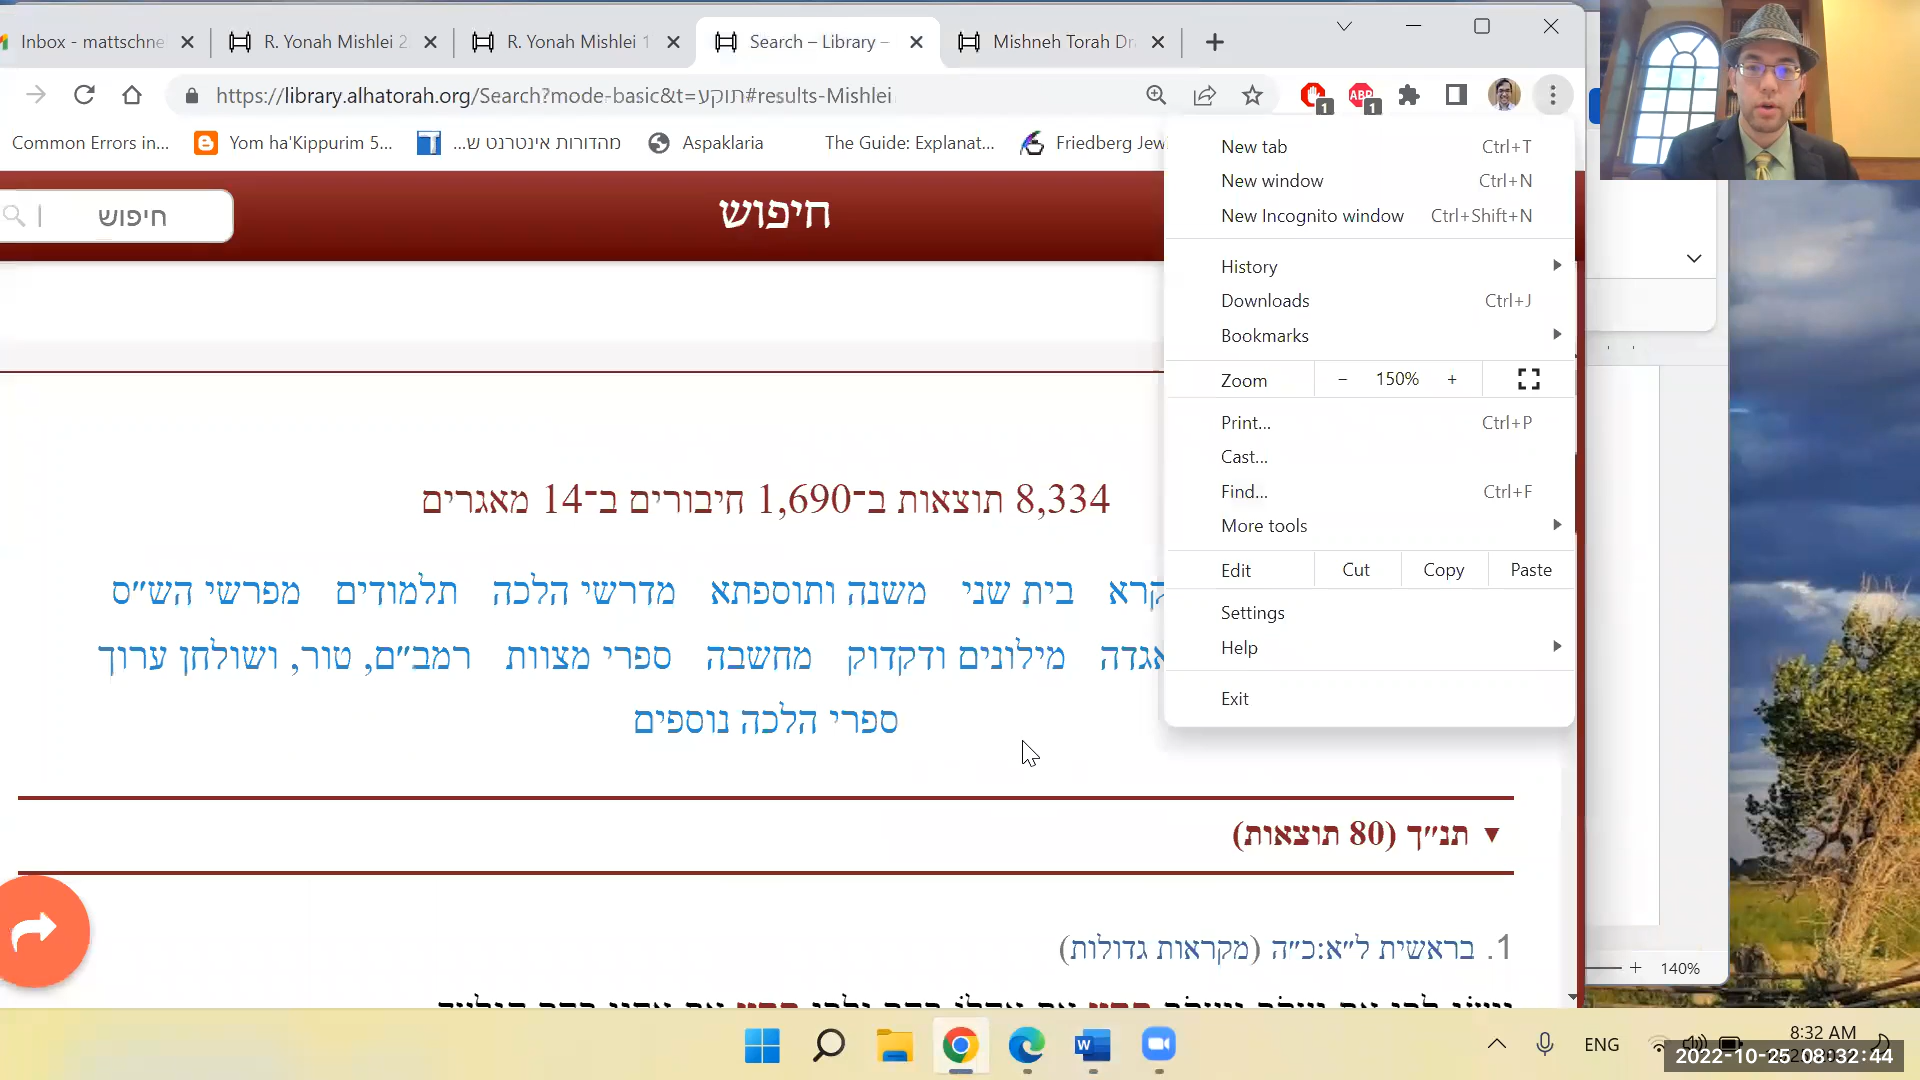 Inbox - mattschne
R. Yonah Mishlei 2
R. Yonah Mishlei 1
Search – Library –
Mishneh Torah Dr
https://library.alhatorah.org/Search?mode-basic&t=תוקע#results-Mishlei
1
ABP 1
Common Errors in...
Yom ha'Kippurim 5...
מהדורות אינטרנט ש...
Aspaklaria
The Guide: Explanat...
Friedberg Jew
חיפוש
חיפוש
New tab Ctrl+T
New window Ctrl+N
New Incognito window Ctrl+Shift+N
History
Downloads Ctrl+J
Bookmarks
Zoom − 150% +
Print... Ctrl+P
Cast...
Find... Ctrl+F
More tools
Edit Cut Copy Paste
Settings
Help
Exit
8,334 תוצאות ב־1,690 חיבורים ב־14 מאגרים
קרא בית שני משנה ותוספתא מדרשי הלכה תלמודים מפרשי הש״ס
אגדה מילונים ודקדוק מחשבה ספרי מצוות רמב״ם, טור, ושולחן ערוך
ספרי הלכה נוספים
▼ תנ״ך (80 תוצאות)
1. בראשית ל״א:כ״ה (מקראות גדולות)
140%
ENG
8:32 AM
2022-10-25 08:32:44